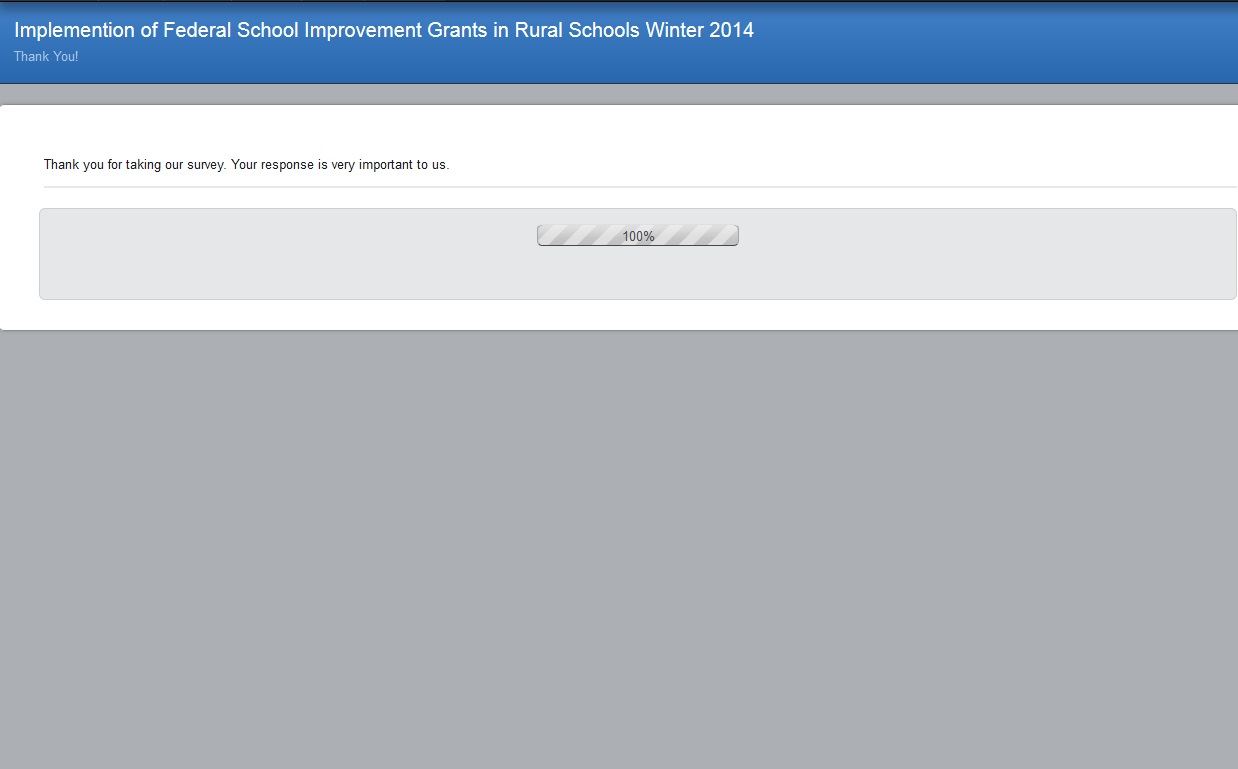 Implemention of Federal School Improvement Grants in Rural Schools Winter 2014
Thank You!
Thank you for taking our survey. Your response is very important to us.
100%